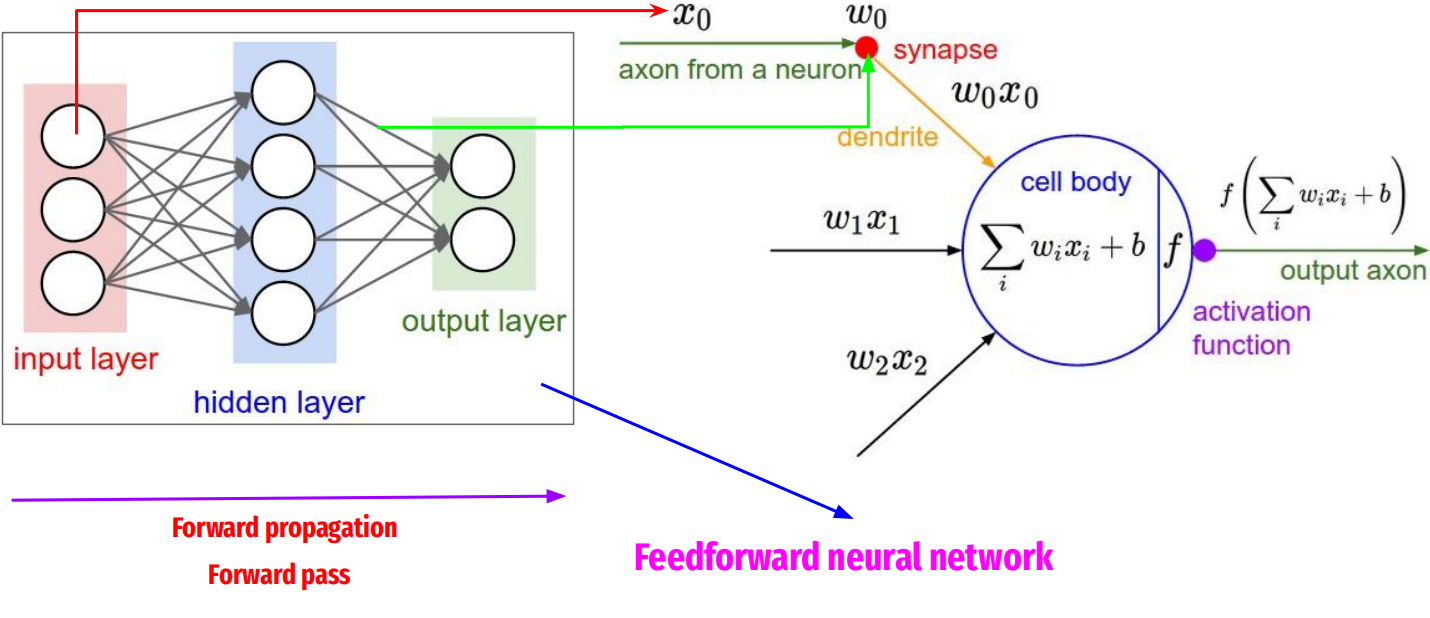 x₀
w₀
synapse
axon from a neuron
w₀x₀
dendrite
cell body
f(∑ᵢ wᵢxᵢ + b)
w₁x₁
∑ᵢ wᵢxᵢ + b
f
output axon
activation
function
w₂x₂
input layer
hidden layer
output layer
Forward propagation
Forward pass
Feedforward neural network